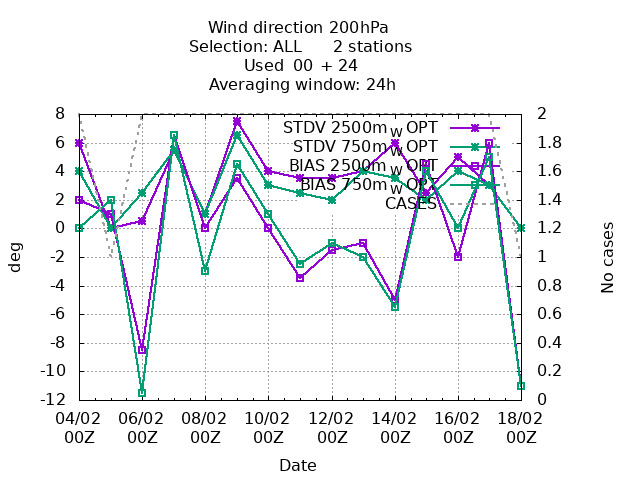 Wind direction 200hPa
Selection: ALL 2 stations
Used 00 + 24
Averaging window: 24h
STDV 2500m w OPT
STDV 750m w OPT
BIAS 2500m w OPT
BIAS 750m w OPT
CASES
8
6
4
2
0
-2
-4
-6
-8
-10
-12
deg
2
1.8
1.6
1.4
1.2
1
0.8
0.6
0.4
0.2
0
No cases
04/02 06/02 08/02 10/02 12/02 14/02 16/02 18/02
00Z 00Z 00Z 00Z 00Z 00Z 00Z 00Z
Date